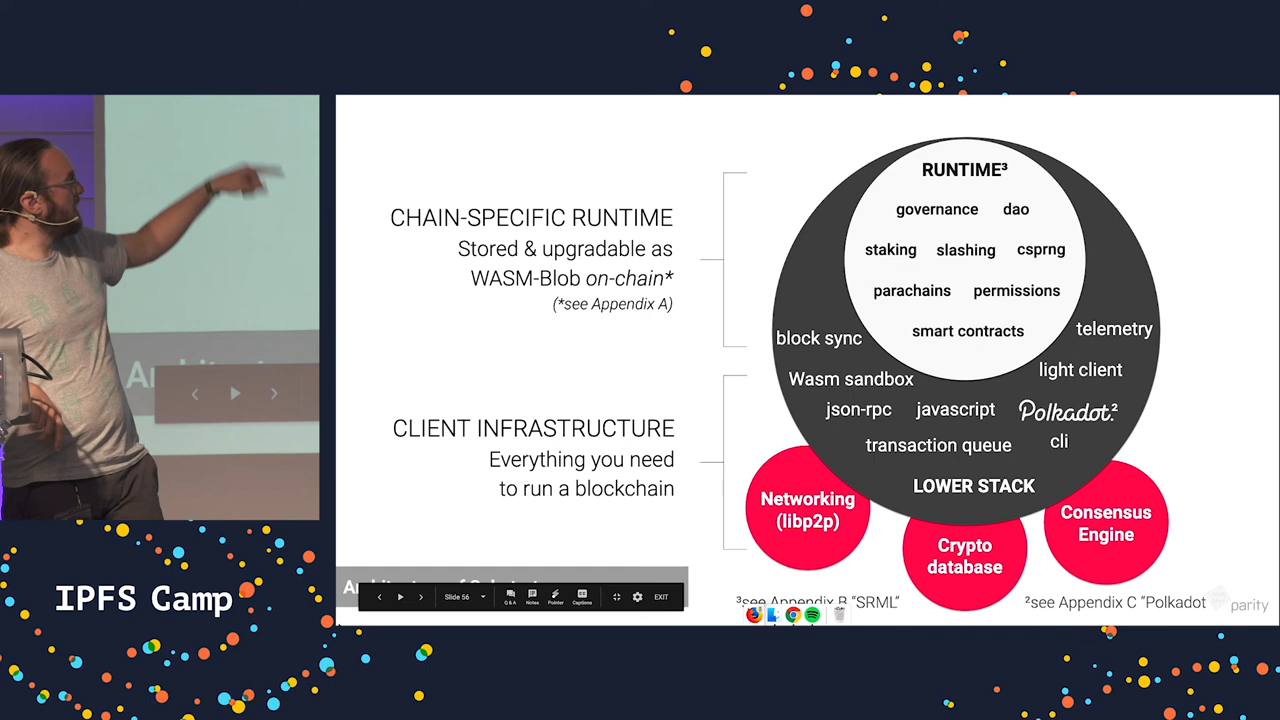 CHAIN-SPECIFIC RUNTIME
Stored & upgradable as
WASM-Blob on-chain*
(*see Appendix A)
CLIENT INFRASTRUCTURE
Everything you need
to run a blockchain
RUNTIME³
governance dao
staking slashing csprng
parachains permissions
smart contracts
block sync
telemetry
Wasm sandbox
light client
json-rpc javascript Polkadot.²
transaction queue cli
LOWER STACK
Networking
(libp2p)
Crypto
database
Consensus
Engine
Slide 56
Q & A Notes Pointer Captions
EXIT
³see Appendix B “SRML”
²see Appendix C “Polkadot
parity
IPFS Camp